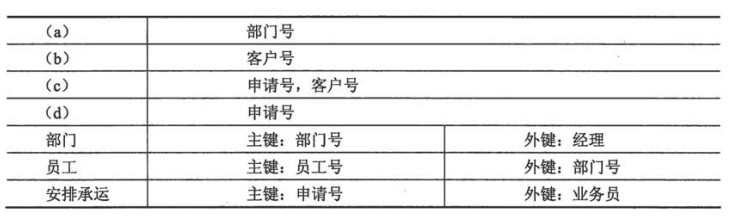 (a) 部门号
(b) 客户号
(c) 申请号，客户号
(d) 申请号
部门 主键：部门号 外键：经理
员工 主键：员工号 外键：部门号
安排承运 主键：申请号 外键：业务员